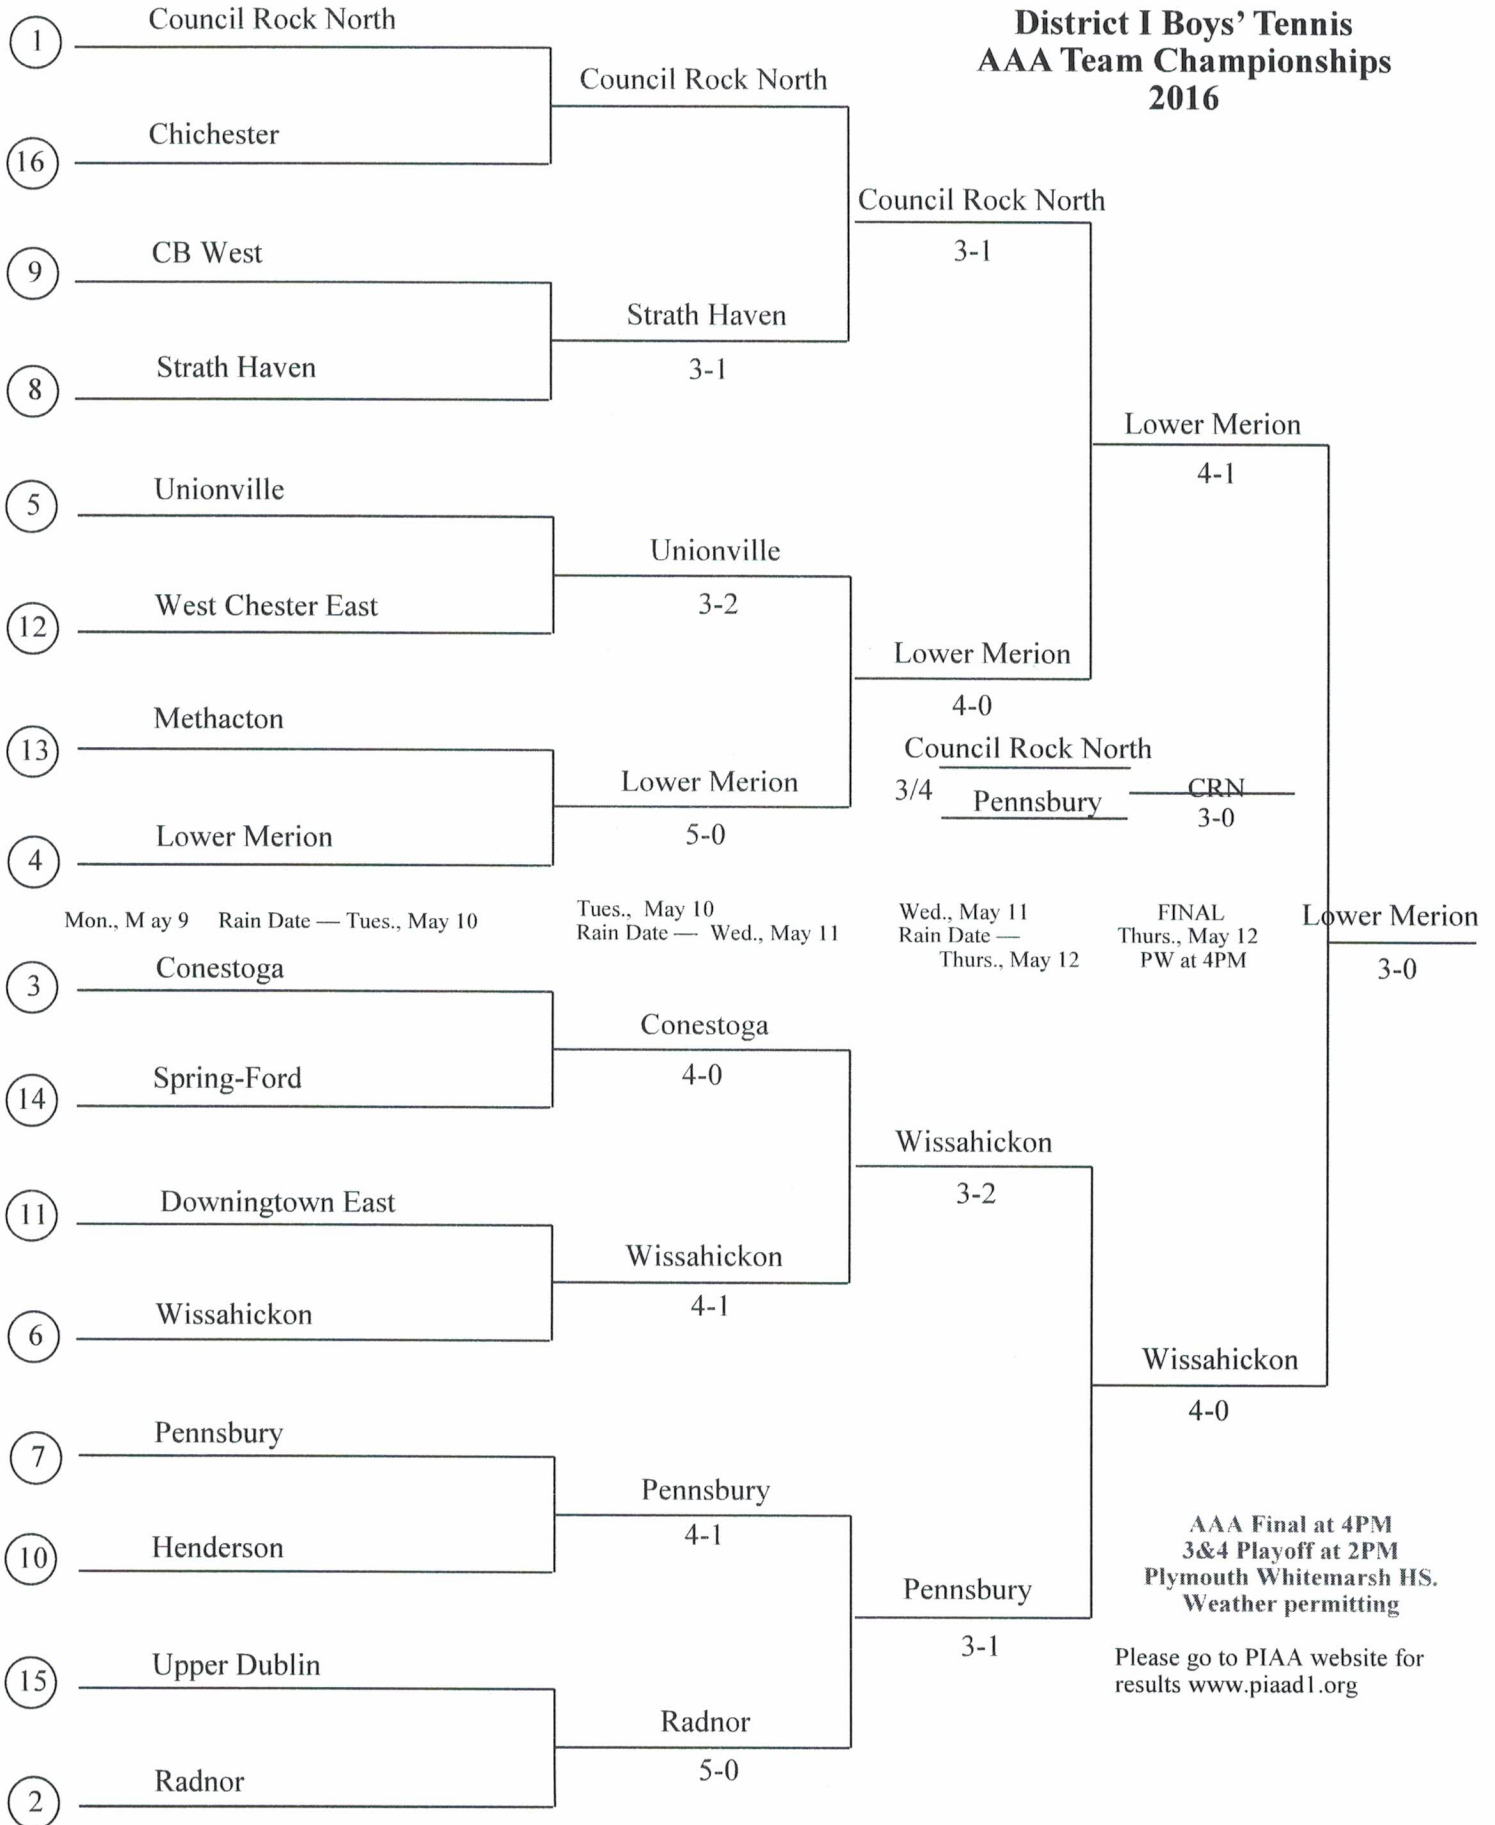 District I Boys' Tennis
AAA Team Championships
2016
1
Council Rock North
16
Chichester
9
CB West
8
Strath Haven
5
Unionville
12
West Chester East
13
Methacton
4
Lower Merion
Council Rock North
Strath Haven
3-1
Unionville
3-2
Lower Merion
5-0
Council Rock North
3-1
Lower Merion
4-0
Lower Merion
4-1
Council Rock North
3/4
Pennsbury
CRN
3-0
Mon., M ay 9 Rain Date — Tues., May 10
Tues., May 10
Rain Date — Wed., May 11
Wed., May 11
Rain Date —
Thurs., May 12
FINAL
Thurs., May 12
PW at 4PM
Lower Merion
3-0
3
Conestoga
14
Spring-Ford
11
Downingtown East
6
Wissahickon
7
Pennsbury
10
Henderson
15
Upper Dublin
2
Radnor
Conestoga
4-0
Wissahickon
4-1
Pennsbury
4-1
Radnor
5-0
Wissahickon
3-2
Pennsbury
3-1
Wissahickon
4-0
AAA Final at 4PM
3&4 Playoff at 2PM
Plymouth Whitemarsh HS.
Weather permitting
Please go to PIAA website for
results www.piaad1.org